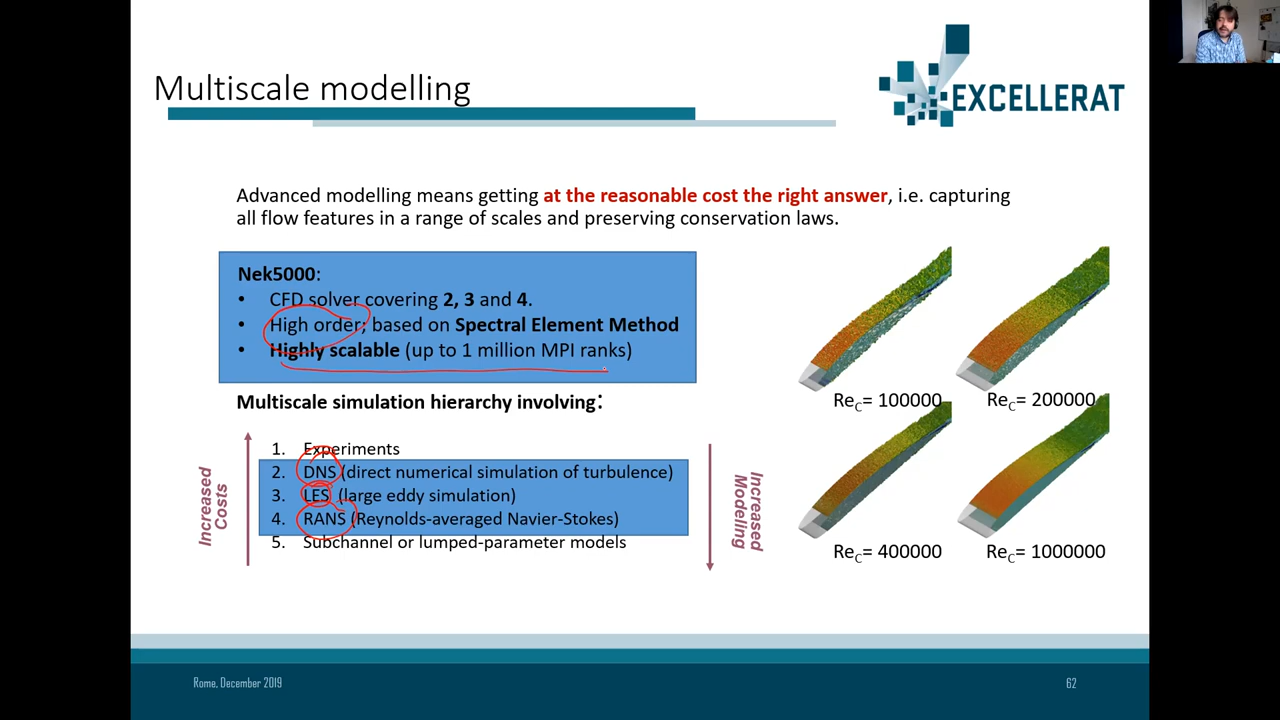 Multiscale modelling
EXCELLERAT
Advanced modelling means getting at the reasonable cost the right answer, i.e. capturing
all flow features in a range of scales and preserving conservation laws.
Nek5000:
• CFD solver covering 2, 3 and 4.
• High order, based on Spectral Element Method
• Highly scalable (up to 1 million MPI ranks)
Multiscale simulation hierarchy involving:
1. Experiments
2. DNS (direct numerical simulation of turbulence)
3. LES (large eddy simulation)
4. RANS (Reynolds-averaged Navier-Stokes)
5. Subchannel or lumped-parameter models
Increased
Costs
Increased
Modeling
ReC= 100000
ReC= 200000
ReC= 400000
ReC= 1000000
Rome, December 2019
62